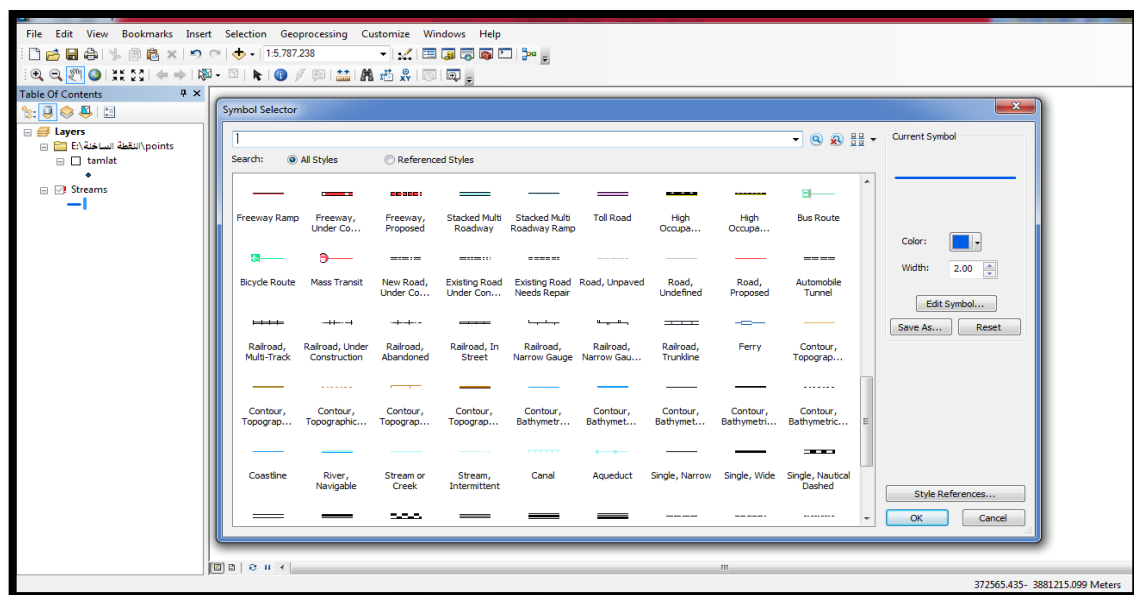 File Edit View Bookmarks Insert Selection Geoprocessing Customize Windows Help
1:5.787.238
Table Of Contents
Layers
E:\النقطة الساخنة\points
tamlat
Streams
Symbol Selector
1
Search: All Styles Referenced Styles
Freeway Ramp
Freeway, Under Co...
Freeway, Proposed
Stacked Multi Roadway
Stacked Multi Roadway Ramp
Toll Road
High Occupa...
High Occupa...
Bus Route
Bicycle Route
Mass Transit
New Road, Under Co...
Existing Road Under Con...
Existing Road Needs Repair
Road, Unpaved
Road, Undefined
Road, Proposed
Automobile Tunnel
Railroad, Multi-Track
Railroad, Under Construction
Railroad, Abandoned
Railroad, In Street
Railroad, Narrow Gauge
Railroad, Narrow Gau...
Railroad, Trunkline
Ferry
Contour, Topograp...
Contour, Topograp...
Contour, Topographic...
Contour, Topograp...
Contour, Topograp...
Contour, Bathymetr...
Contour, Bathymet...
Contour, Bathymet...
Contour, Bathymetri...
Contour, Bathymetric...
Coastline
River, Navigable
Stream or Creek
Stream, Intermittent
Canal
Aqueduct
Single, Narrow
Single, Wide
Single, Nautical Dashed
Current Symbol
Color:
Width: 2.00
Edit Symbol...
Save As... Reset
Style References...
OK Cancel
372565.435- 3881215.099 Meters